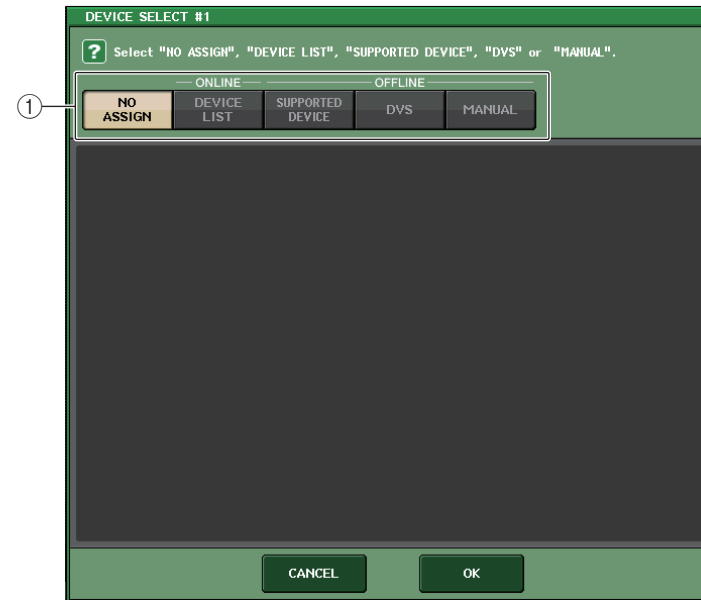 DEVICE SELECT #1
? Select "NO ASSIGN", "DEVICE LIST", "SUPPORTED DEVICE", "DVS" or "MANUAL".
ONLINE OFFLINE
1
NO ASSIGN
DEVICE LIST
SUPPORTED DEVICE
DVS
MANUAL
CANCEL OK